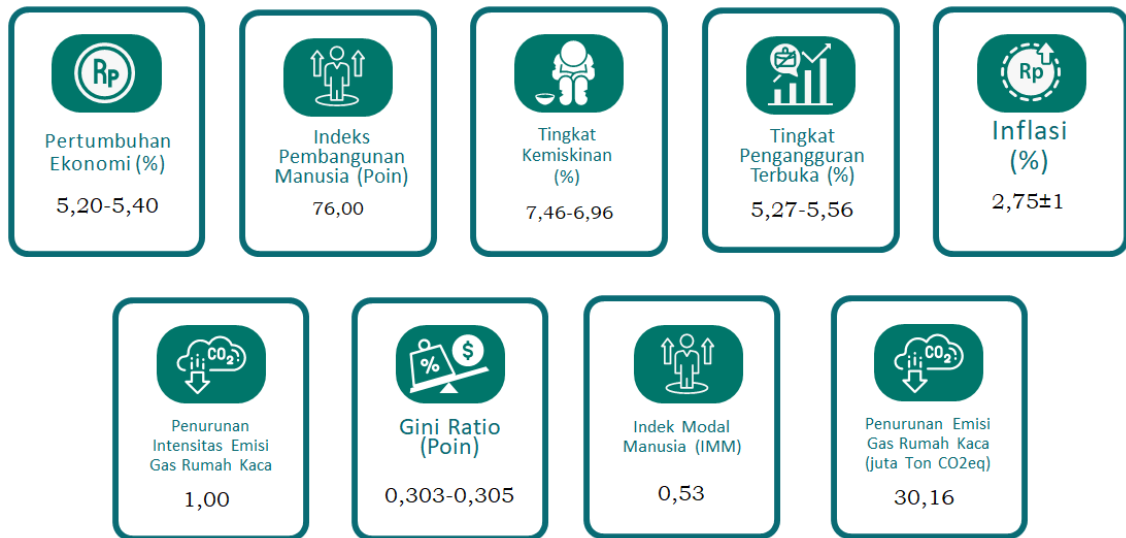 Rp
Pertumbuhan
Ekonomi (%)
5,20-5,40
Indeks
Pembangunan
Manusia (Poin)
76,00
Tingkat
Kemiskinan
(%)
7,46-6,96
Tingkat
Pengangguran
Terbuka (%)
5,27-5,56
Rp
Inflasi
(%)
2,75±1
CO₂
Penurunan
Intensitas Emisi
Gas Rumah Kaca
1,00
%
$
Gini Ratio
(Poin)
0,303-0,305
Indek Modal
Manusia (IMM)
0,53
CO₂
Penurunan Emisi
Gas Rumah Kaca
(juta Ton CO2eq)
30,16